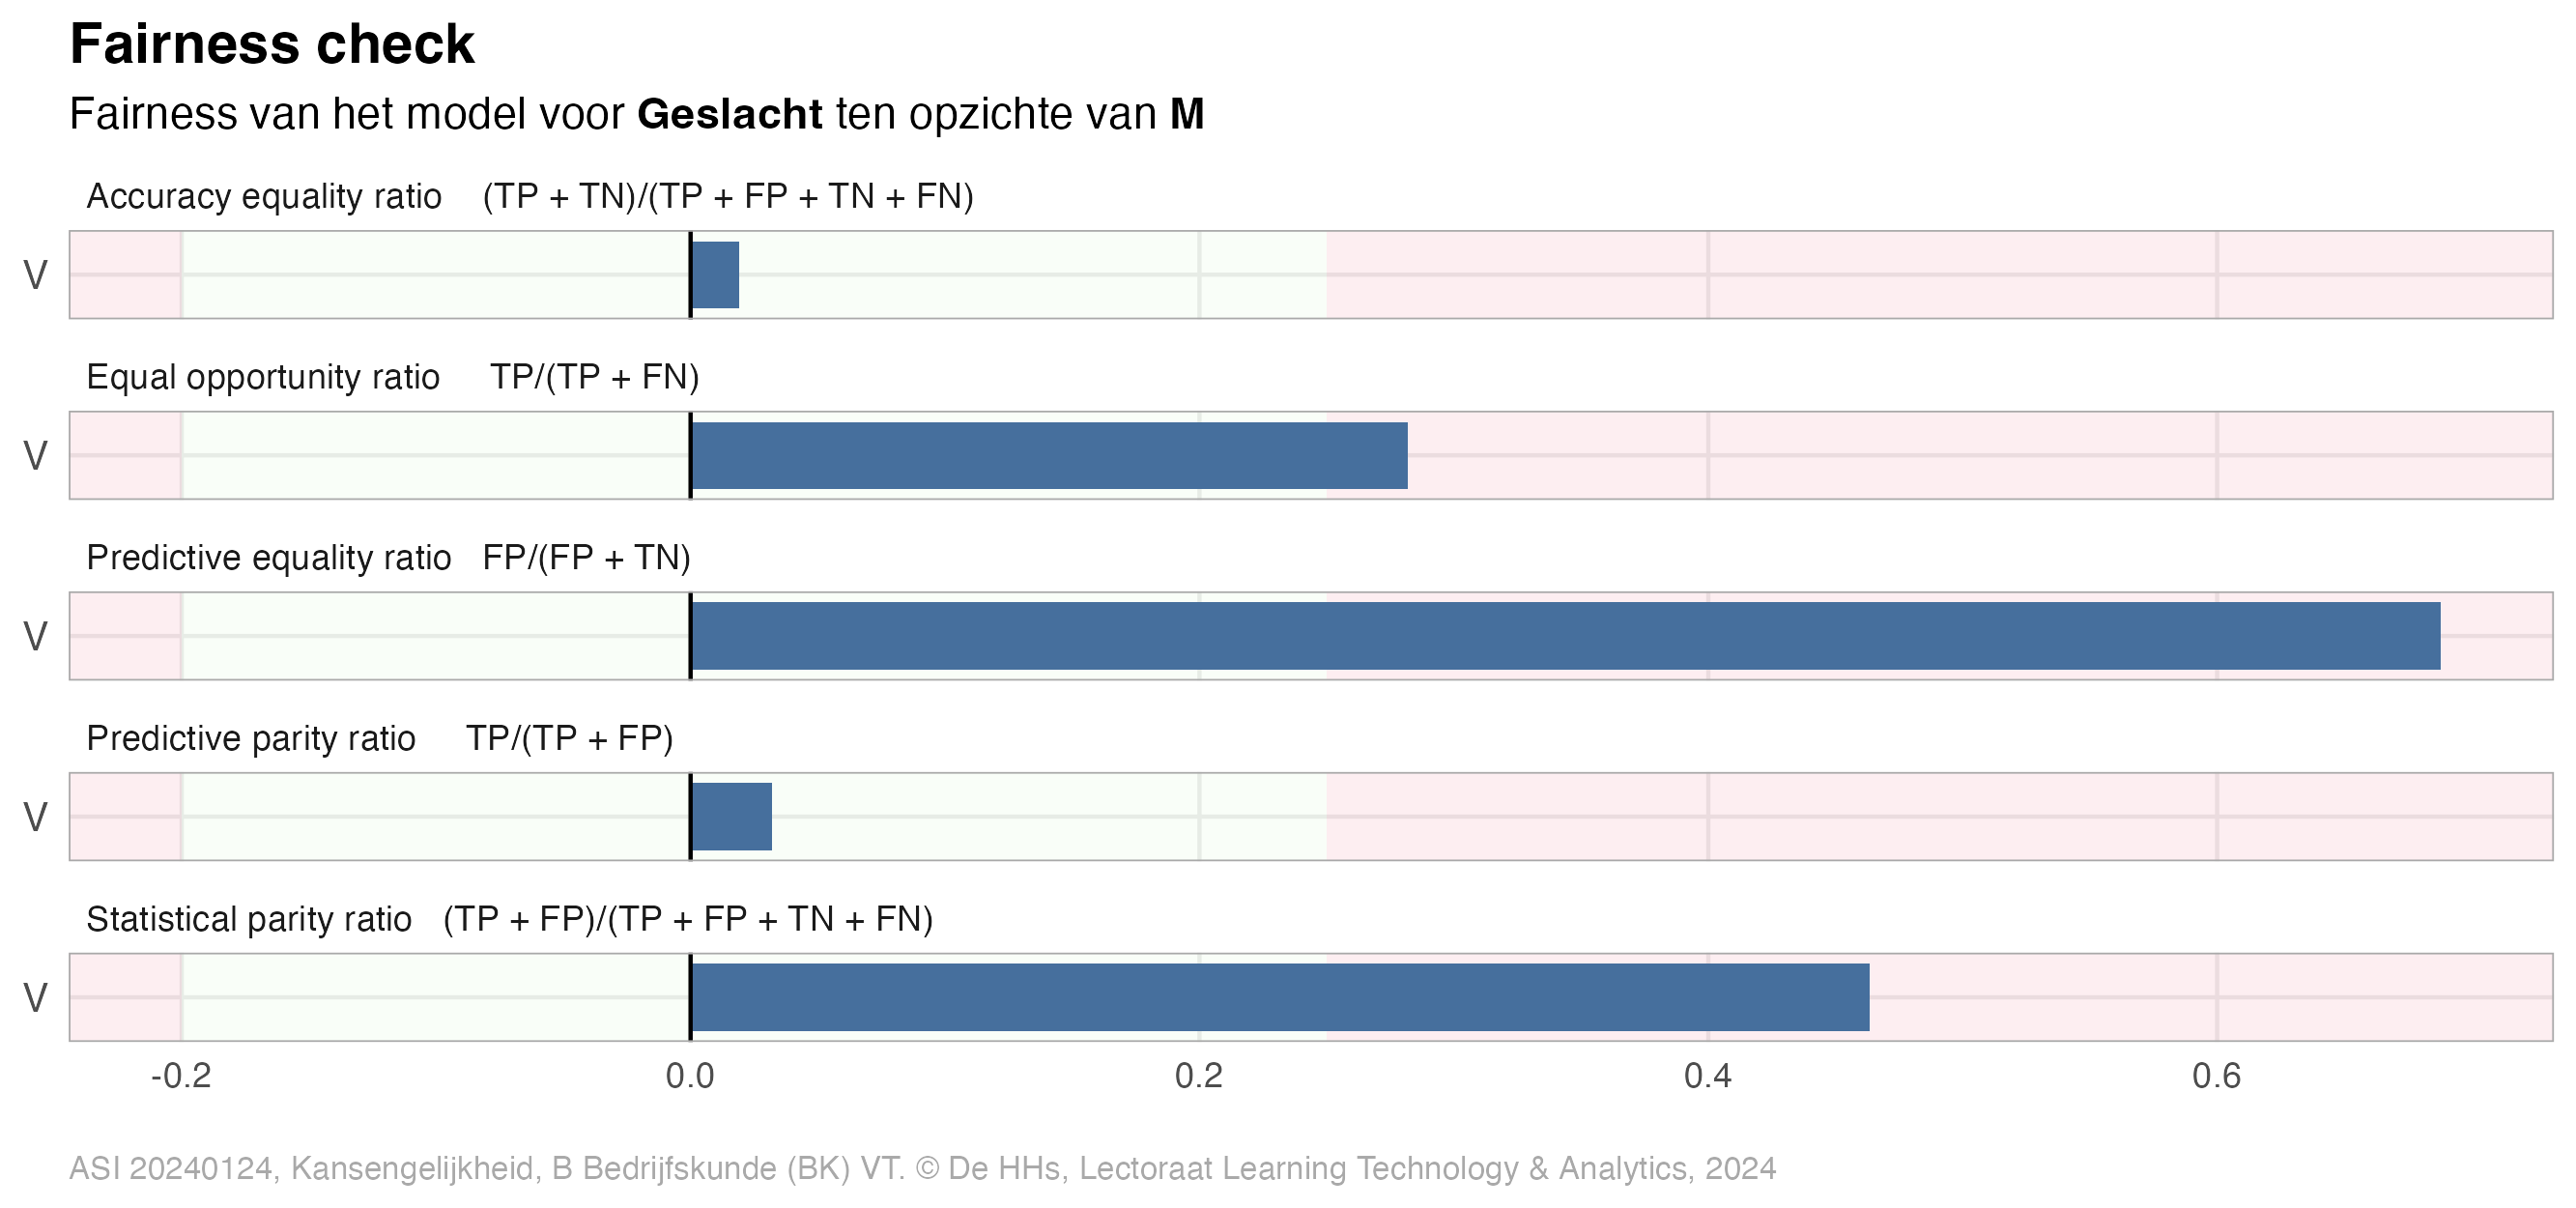 Fairness check
Fairness van het model voor Geslacht ten opzichte van M
Accuracy equality ratio (TP + TN)/(TP + FP + TN + FN)
V
Equal opportunity ratio TP/(TP + FN)
V
Predictive equality ratio FP/(FP + TN)
V
Predictive parity ratio TP/(TP + FP)
V
Statistical parity ratio (TP + FP)/(TP + FP + TN + FN)
V
-0.2 0.0 0.2 0.4 0.6
ASI 20240124, Kansengelijkheid, B Bedrijfskunde (BK) VT. © De HHs, Lectoraat Learning Technology & Analytics, 2024